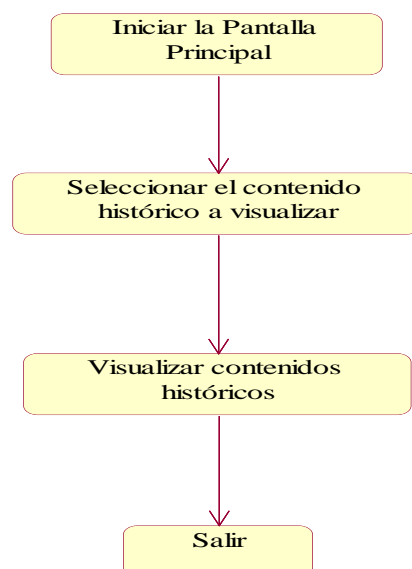 Iniciar la Pantalla
Principal
Seleccionar el contenido
histórico a visualizar
Visualizar contenidos
históricos
Salir